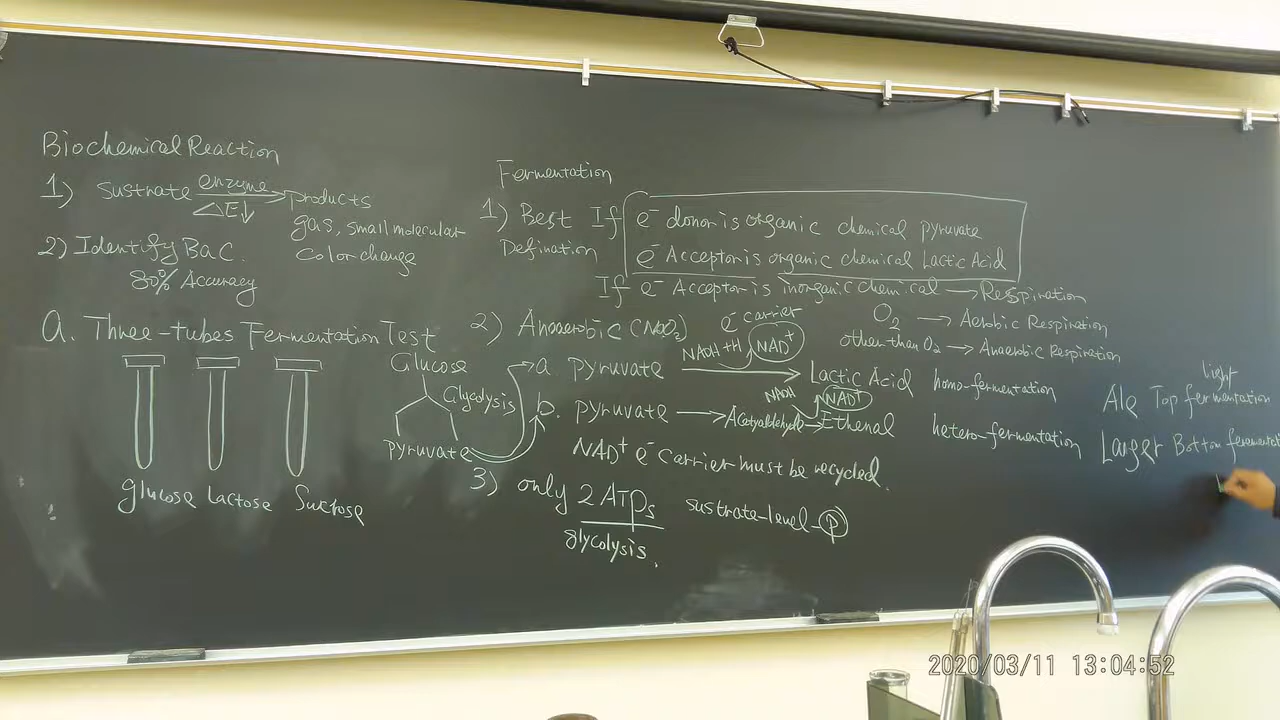 Biochemical Reaction
1) Sustrate enzyme products
△E↓
gas, small molecular
color change
2) Identify Bac.
80% Accuracy
a. Three-tubes Fermentation Test
glucose Lactose Sucrose
Glucose
Glycolysis
pyruvate
Fermentation
1) Best Defination
If e⁻ donor is organic chemical pyruvate
e⁻ Acceptor is organic chemical Lactic Acid
If e⁻ Acceptor is inorganic chemical → Respiration
O₂ → Aerobic Respiration
other than O₂ → Anaerobic Respiration
2) Anaerobic (No O₂)
e⁻ carrier
NADH+H NAD⁺
a. pyruvate → Lactic Acid homo-fermentation
NADH NAD⁺
b. pyruvate → Acetyaldehyde → Ethenal hetero-fermentation
NAD⁺ e⁻ carrier must be recycled.
3) only 2 ATPs sustrate-level-P
glycolysis.
Light
Ale Top fermentation
Larger Bottom
2020/03/11 13:04:52